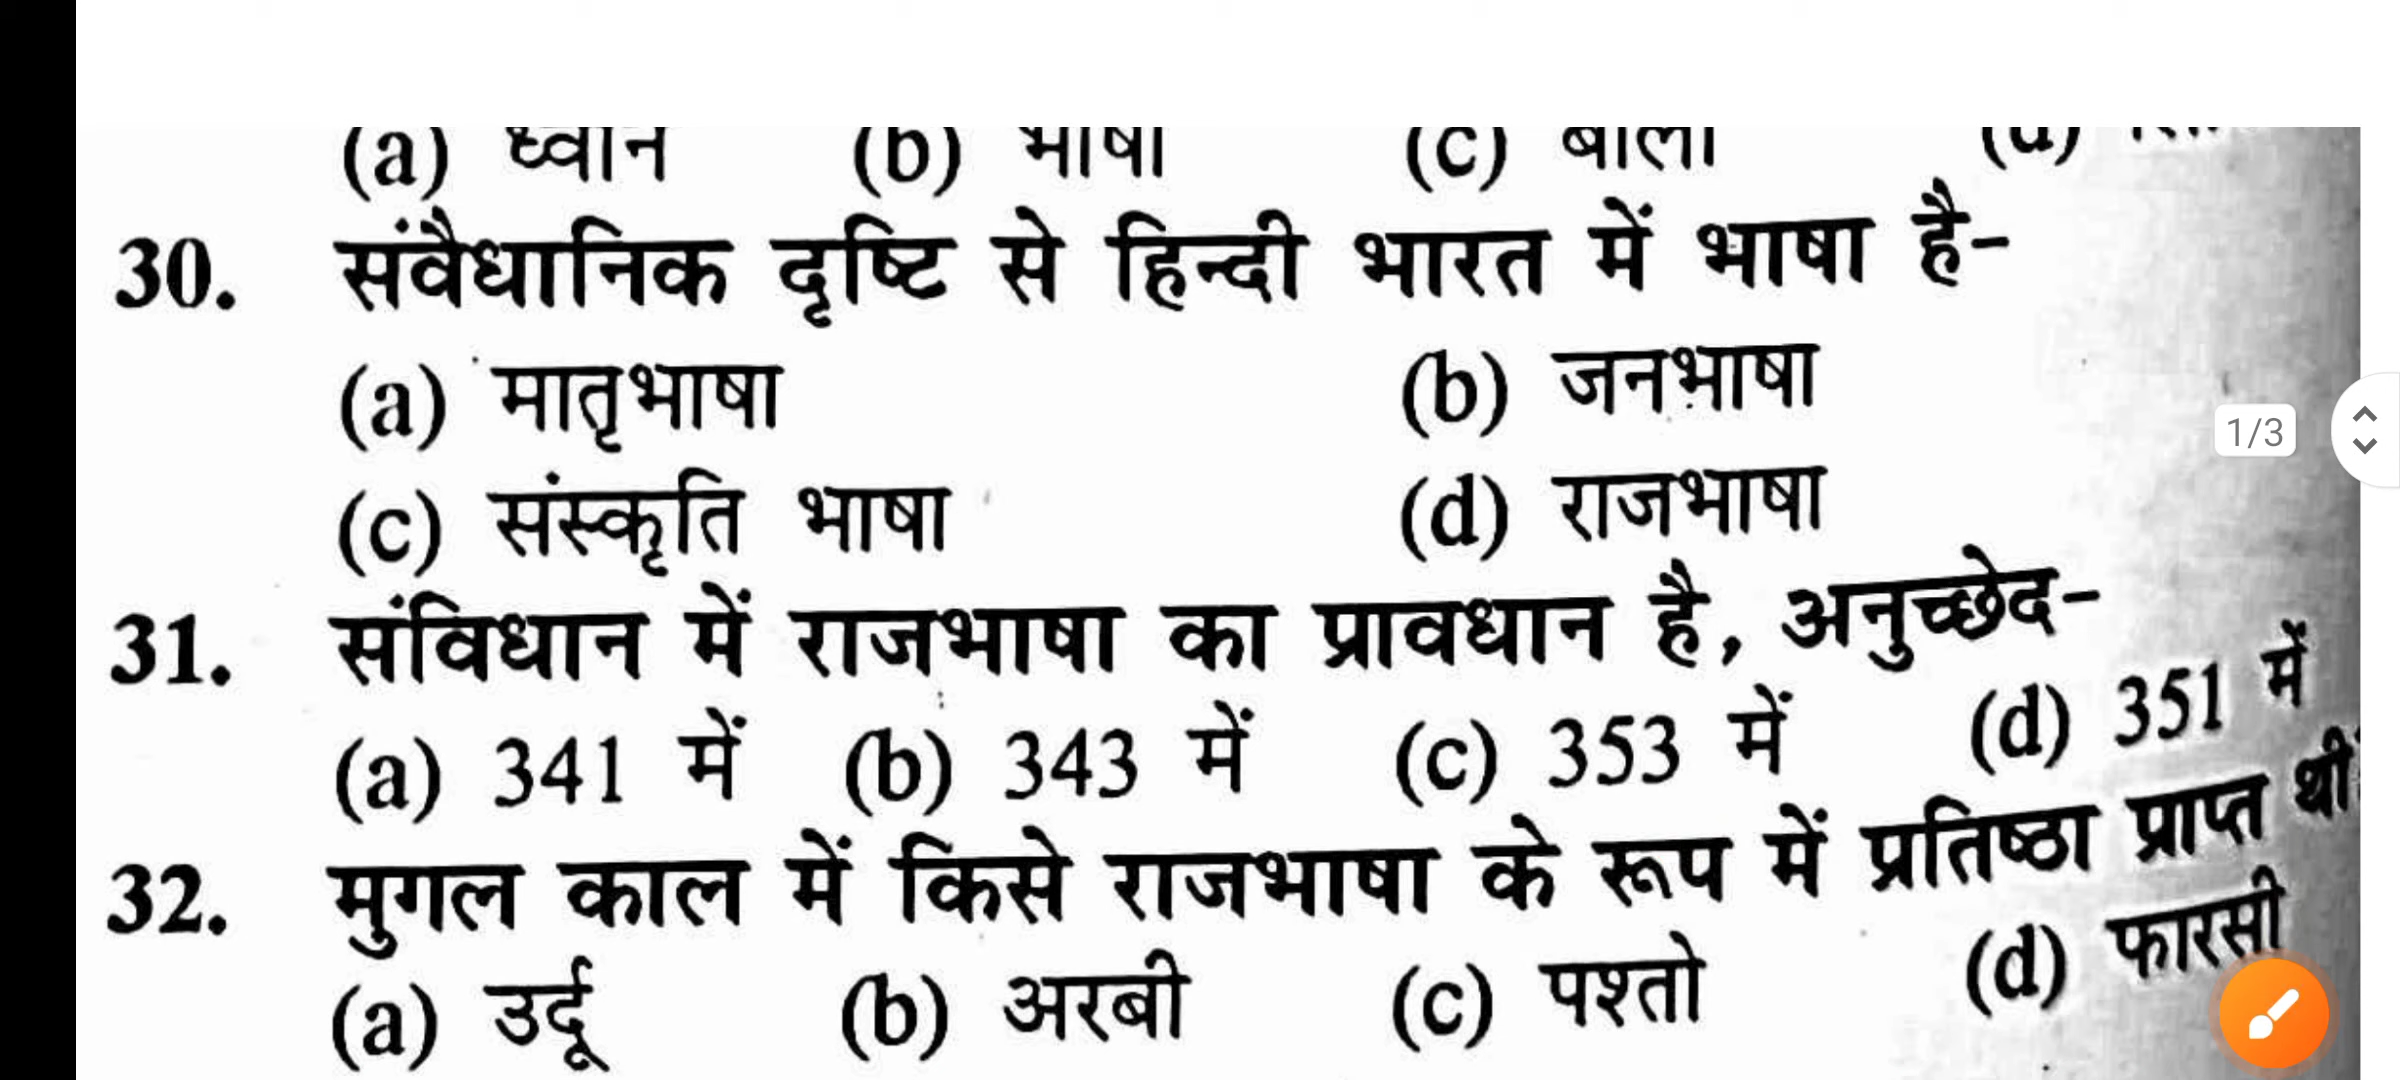 (a) ध्वनि (b) भाषा (c) बोली (d)
30. संवैधानिक दृष्टि से हिन्दी भारत में भाषा है-
(a) मातृभाषा (b) जनभाषा
(c) संस्कृति भाषा (d) राजभाषा
1/3
31. संविधान में राजभाषा का प्रावधान है, अनुच्छेद-
(a) 341 में (b) 343 में (c) 353 में (d) 351 में
32. मुगल काल में किसे राजभाषा के रूप में प्रतिष्ठा प्राप्त थी
(a) उर्दू (b) अरबी (c) पश्तो (d) फारसी